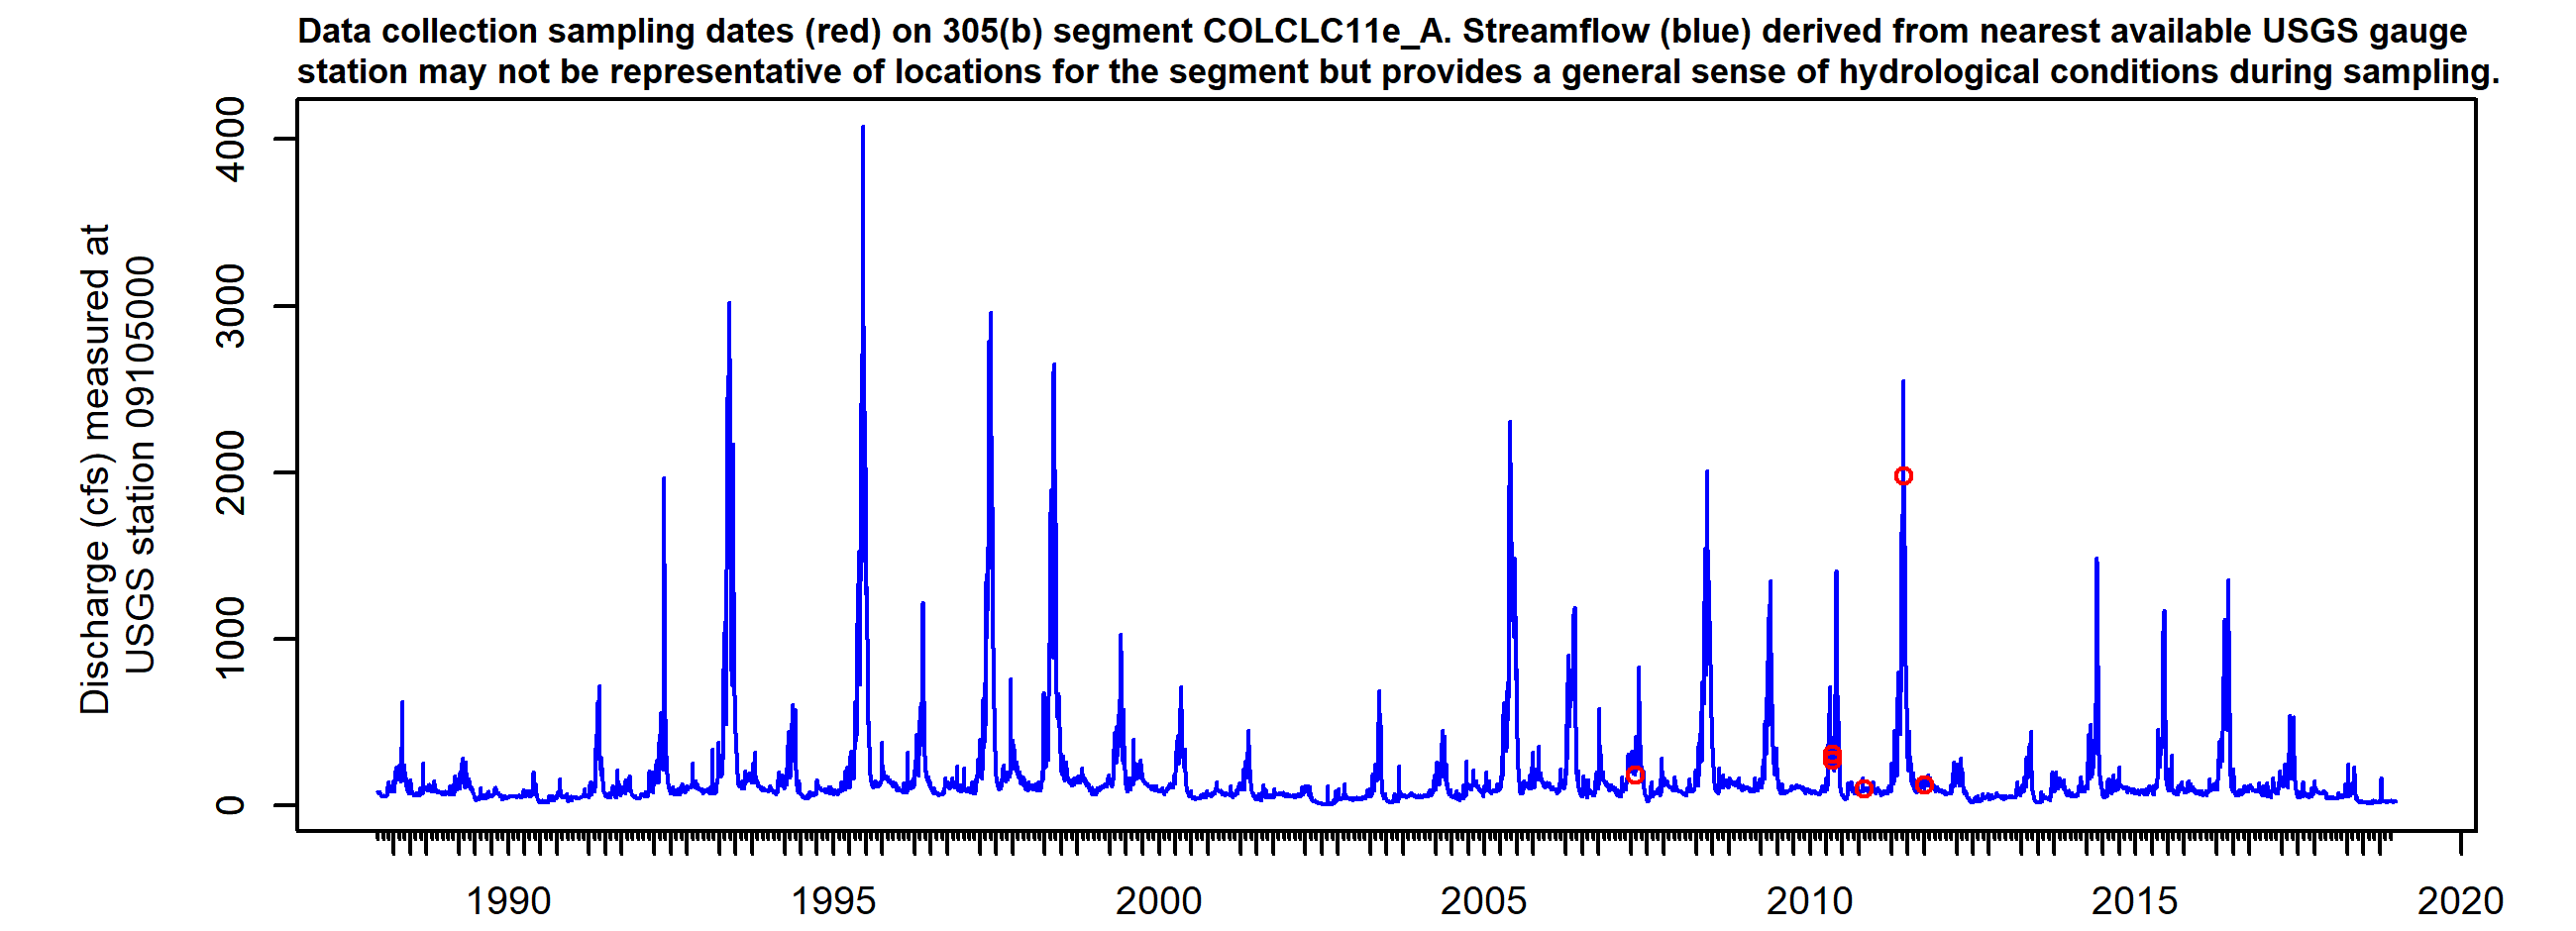 Data collection sampling dates (red) on 305(b) segment COLCLC11e_A. Streamflow (blue) derived from nearest available USGS gauge
station may not be representative of locations for the segment but provides a general sense of hydrological conditions during sampling.
Discharge (cfs) measured at
USGS station 09105000
4000
3000
2000
1000
0
1990 1995 2000 2005 2010 2015 2020